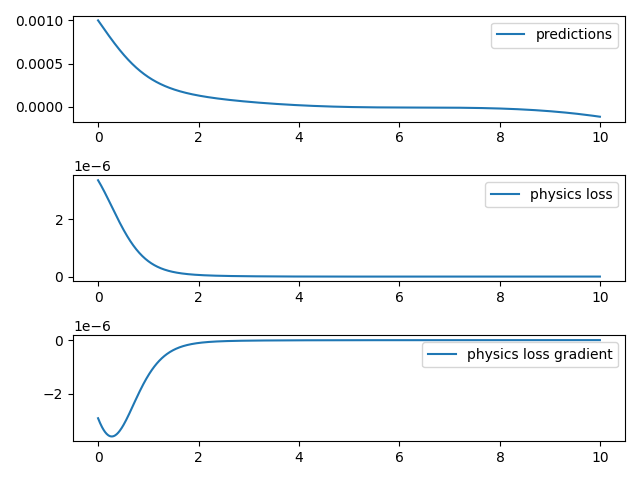 0.0010
0.0005
0.0000
predictions
0 2 4 6 8 10
1e−6
2
0
physics loss
0 2 4 6 8 10
1e−6
0
−2
physics loss gradient
0 2 4 6 8 10